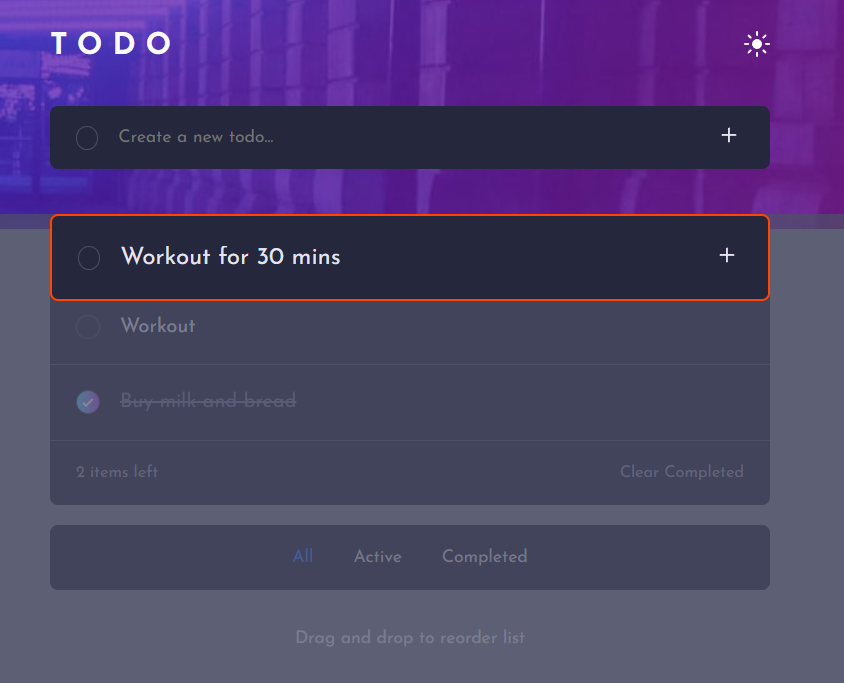 TODO
Create a new todo...
Workout for 30 mins
Workout
Buy milk and bread
2 items left Clear Completed
All Active Completed
Drag and drop to reorder list